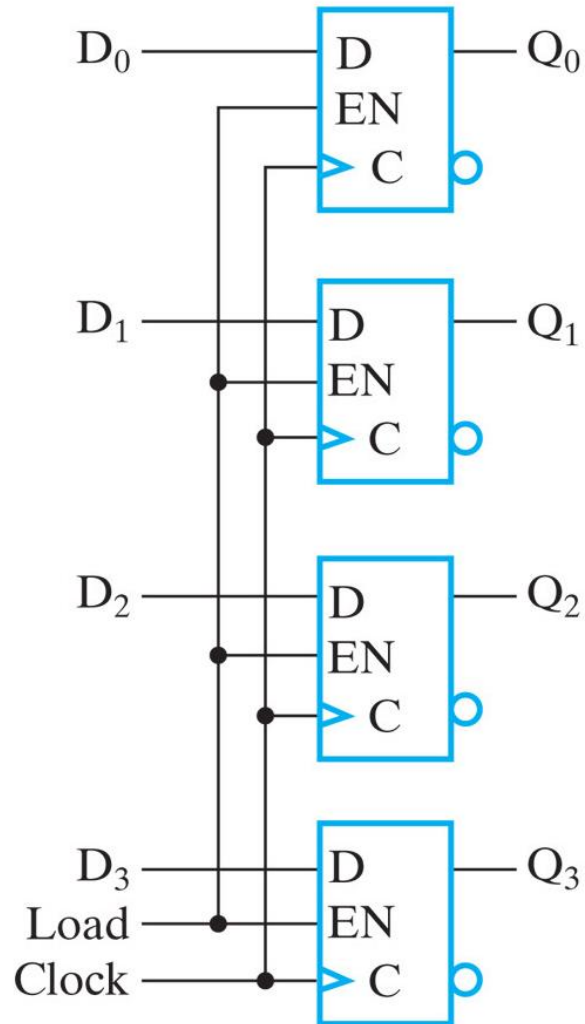 D₀ D Q₀
EN
C
D₁ D Q₁
EN
C
D₂ D Q₂
EN
C
D₃ D Q₃
Load EN
Clock C